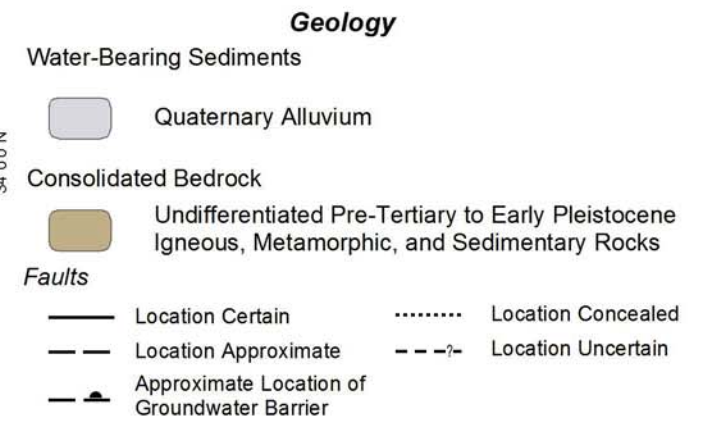 Geology
Water-Bearing Sediments
Quaternary Alluvium
Consolidated Bedrock
Undifferentiated Pre-Tertiary to Early Pleistocene
Igneous, Metamorphic, and Sedimentary Rocks
Faults
Location Certain
Location Concealed
Location Approximate
?
Location Uncertain
Approximate Location of
Groundwater Barrier